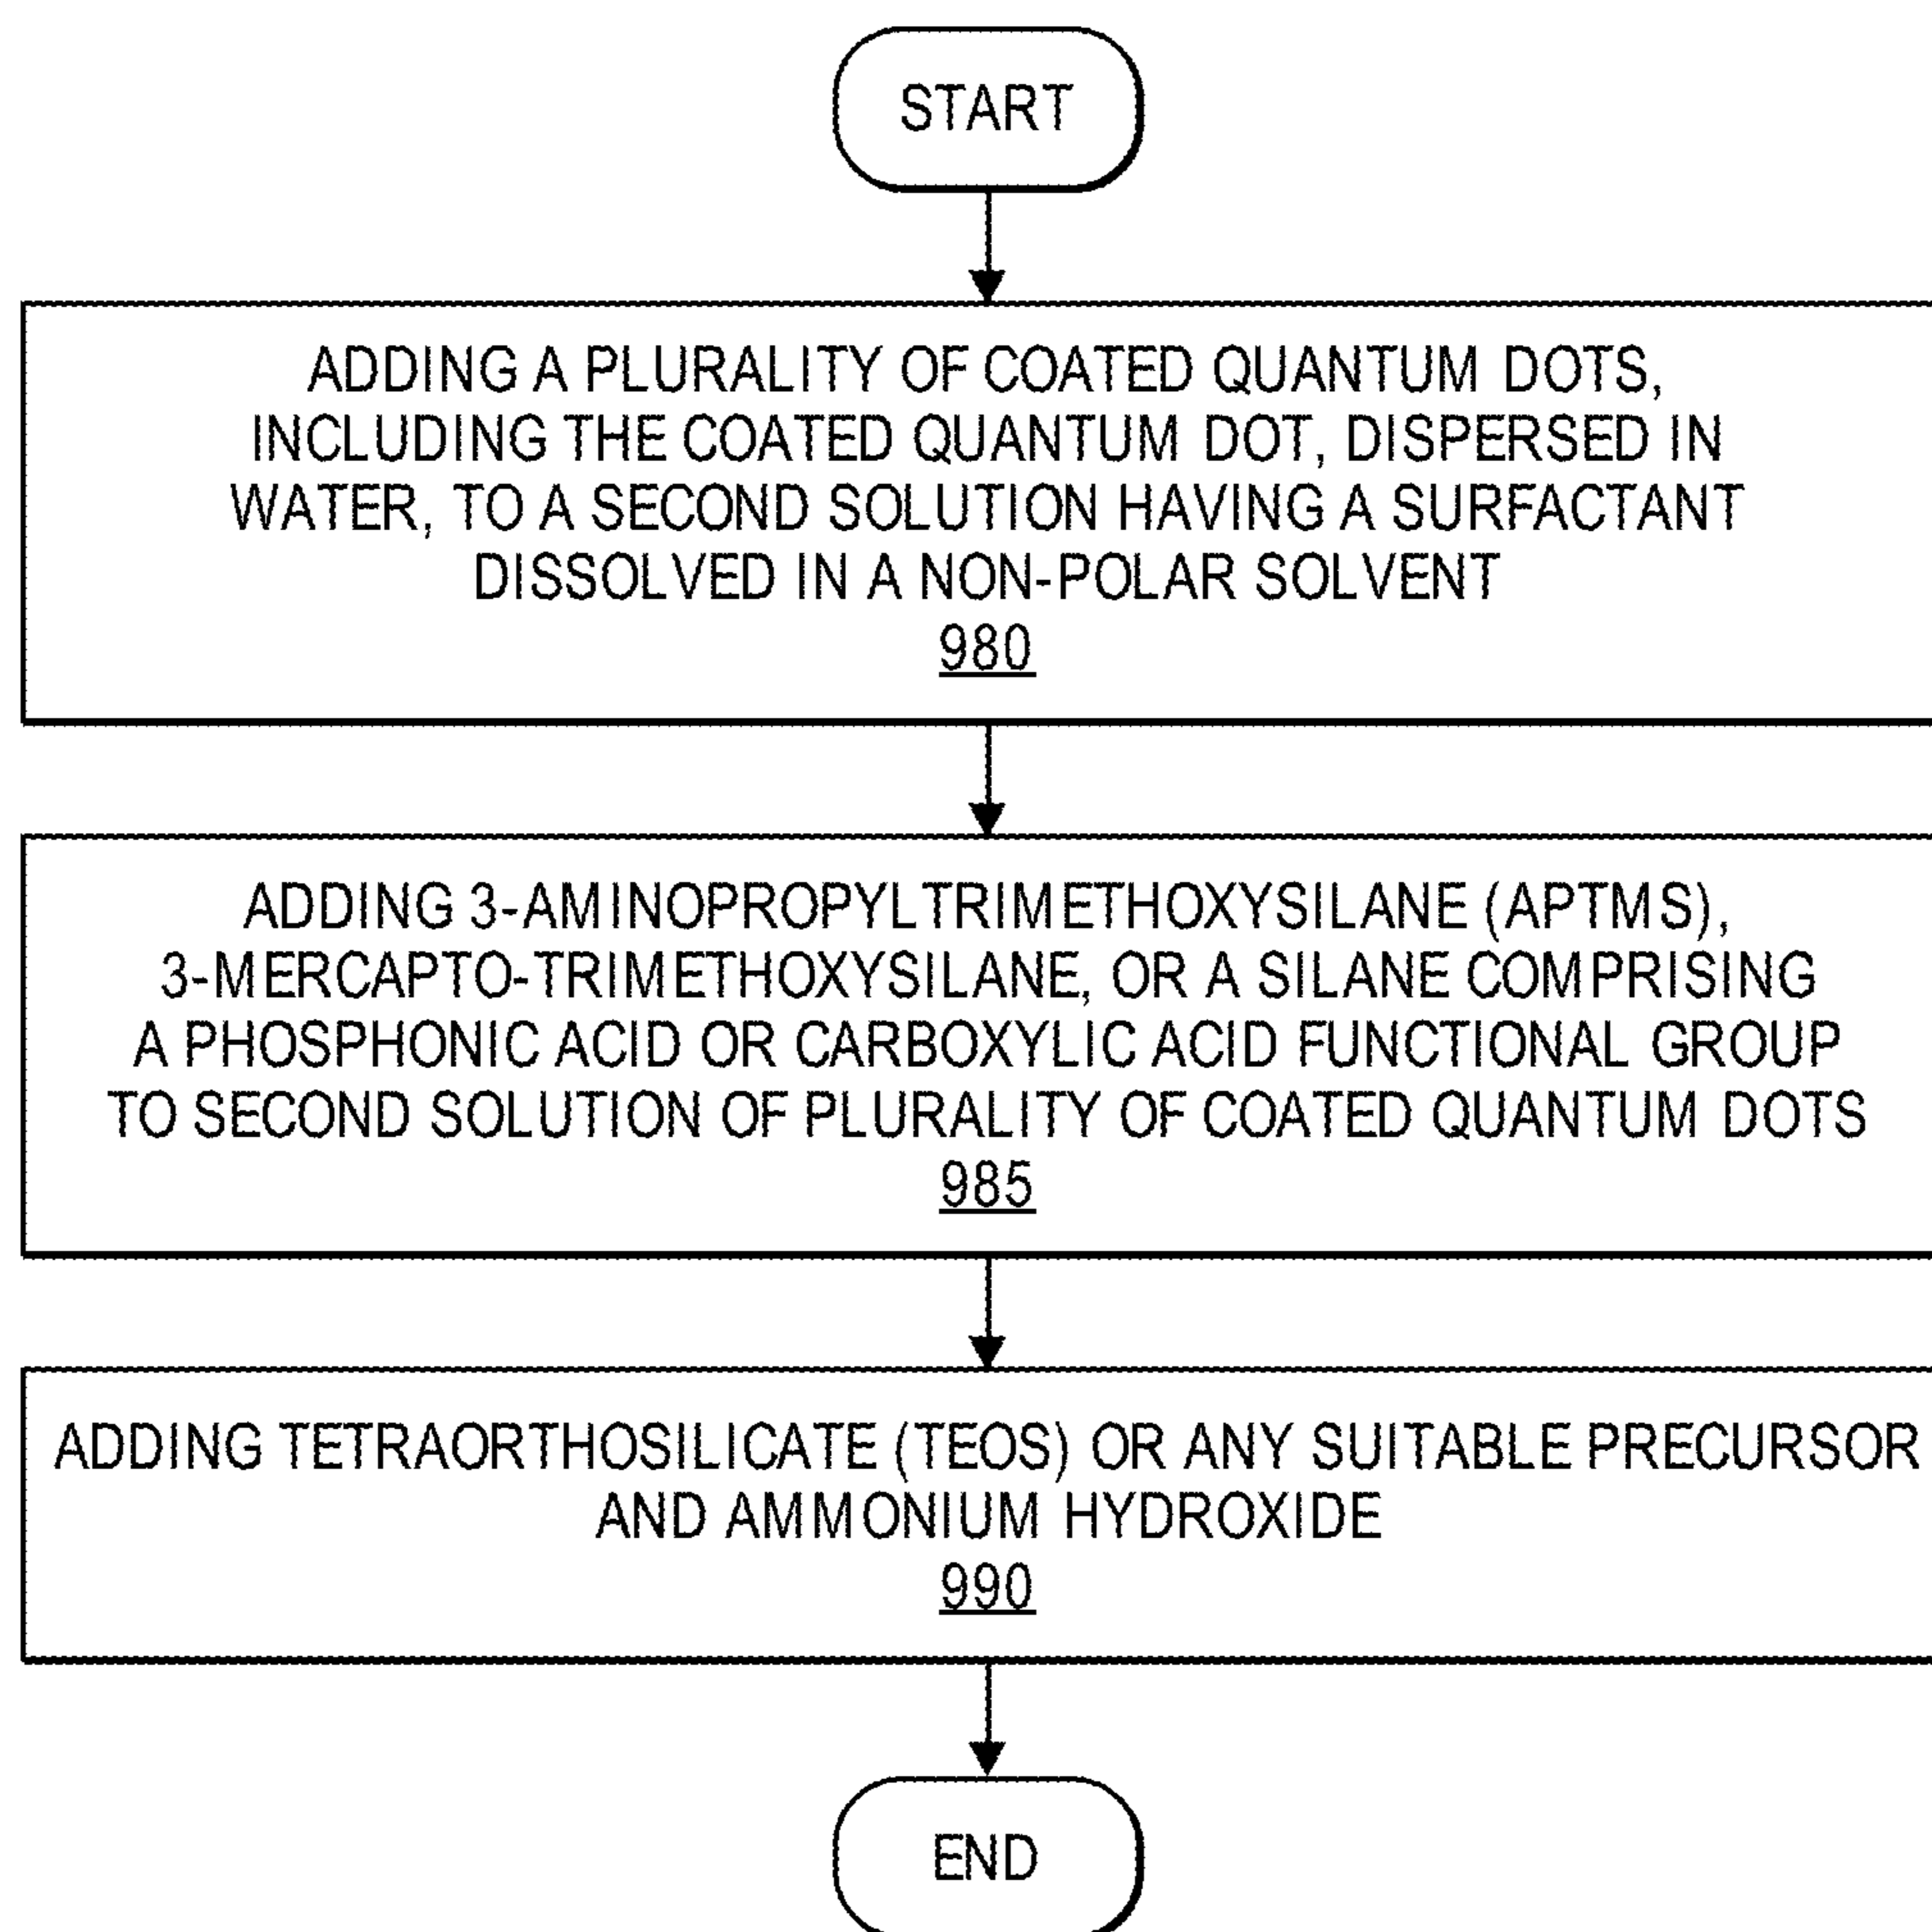 START
ADDING A PLURALITY OF COATED QUANTUM DOTS,
INCLUDING THE COATED QUANTUM DOT, DISPERSED IN
WATER, TO A SECOND SOLUTION HAVING A SURFACTANT
DISSOLVED IN A NON-POLAR SOLVENT
980
ADDING 3-AMINOPROPYLTRIMETHOXYSILANE (APTMS),
3-MERCAPTO-TRIMETHOXYSILANE, OR A SILANE COMPRISING
A PHOSPHONIC ACID OR CARBOXYLIC ACID FUNCTIONAL GROUP
TO SECOND SOLUTION OF PLURALITY OF COATED QUANTUM DOTS
985
ADDING TETRAORTHOSILICATE (TEOS) OR ANY SUITABLE PRECURSOR
AND AMMONIUM HYDROXIDE
990
END